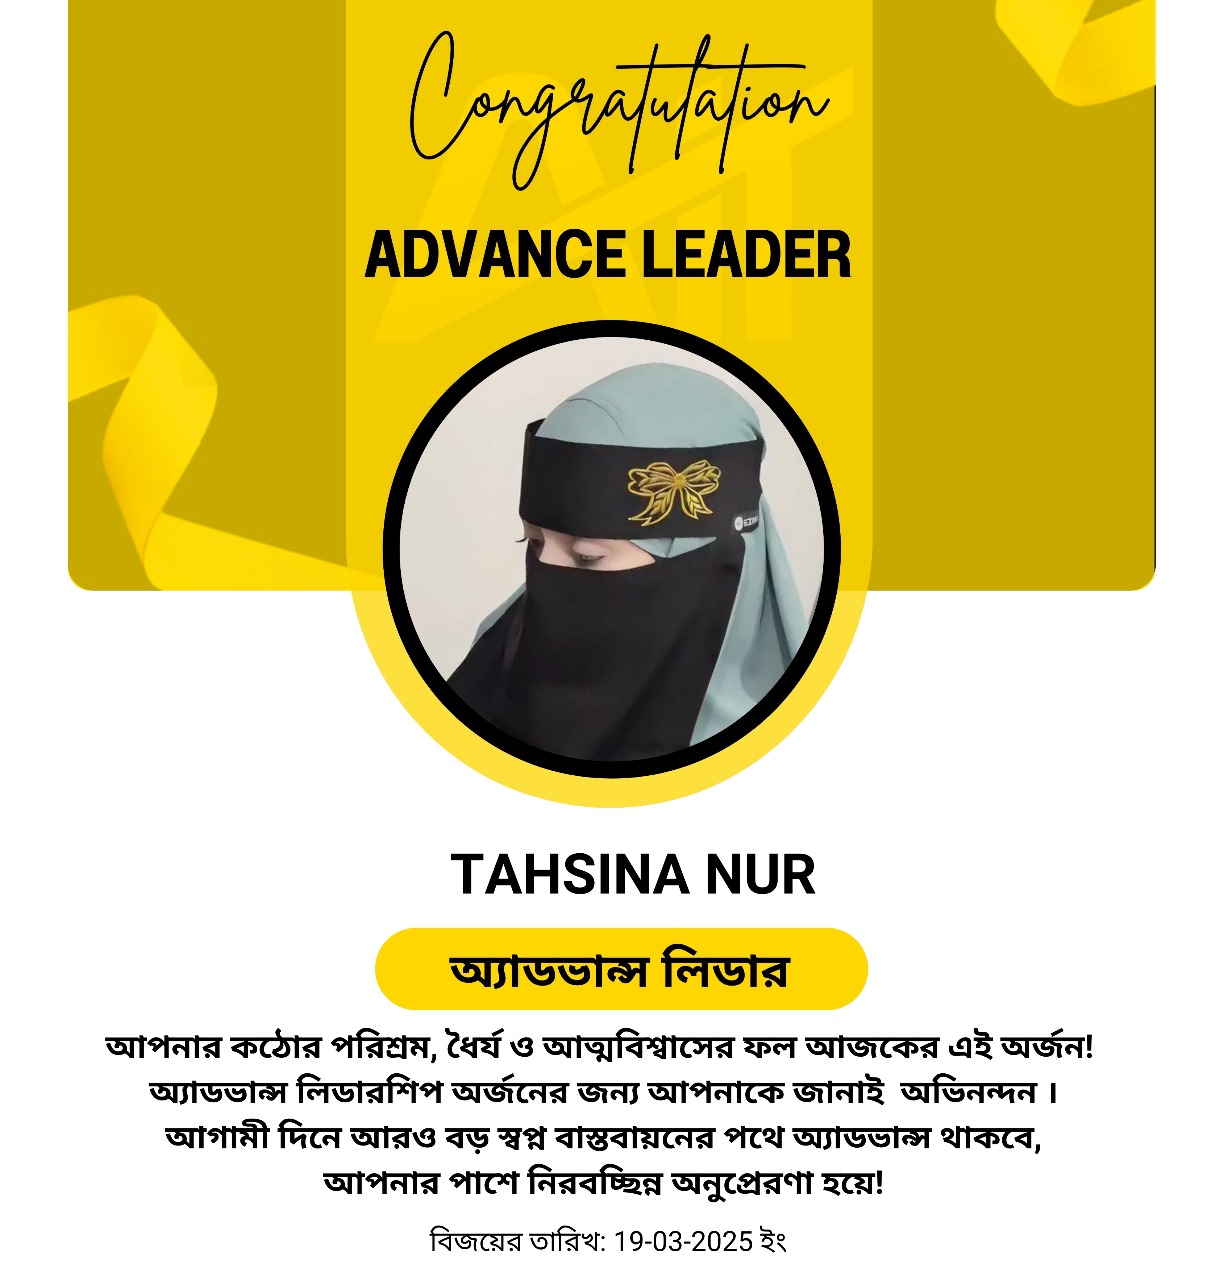 Congratulation
ADVANCE LEADER
TAHSINA NUR
অ্যাডভান্স লিডার
আপনার কঠোর পরিশ্রম, ধৈর্য ও আত্মবিশ্বাসের ফল আজকের এই অর্জন!
অ্যাডভান্স লিডারশিপ অর্জনের জন্য আপনাকে জানাই অভিনন্দন ।
আগামী দিনে আরও বড় স্বপ্ন বাস্তবায়নের পথে অ্যাডভান্স থাকবে,
আপনার পাশে নিরবচ্ছিন্ন অনুপ্রেরণা হয়ে!
বিজয়ের তারিখ: 19-03-2025 ইং